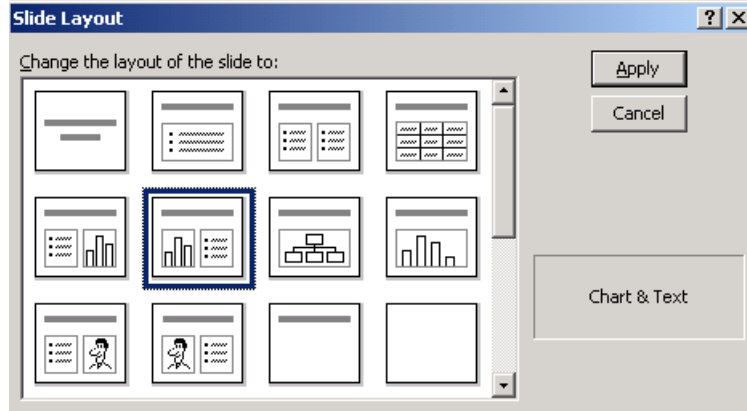 Slide Layout
Change the layout of the slide to:
Apply
Cancel
Chart & Text